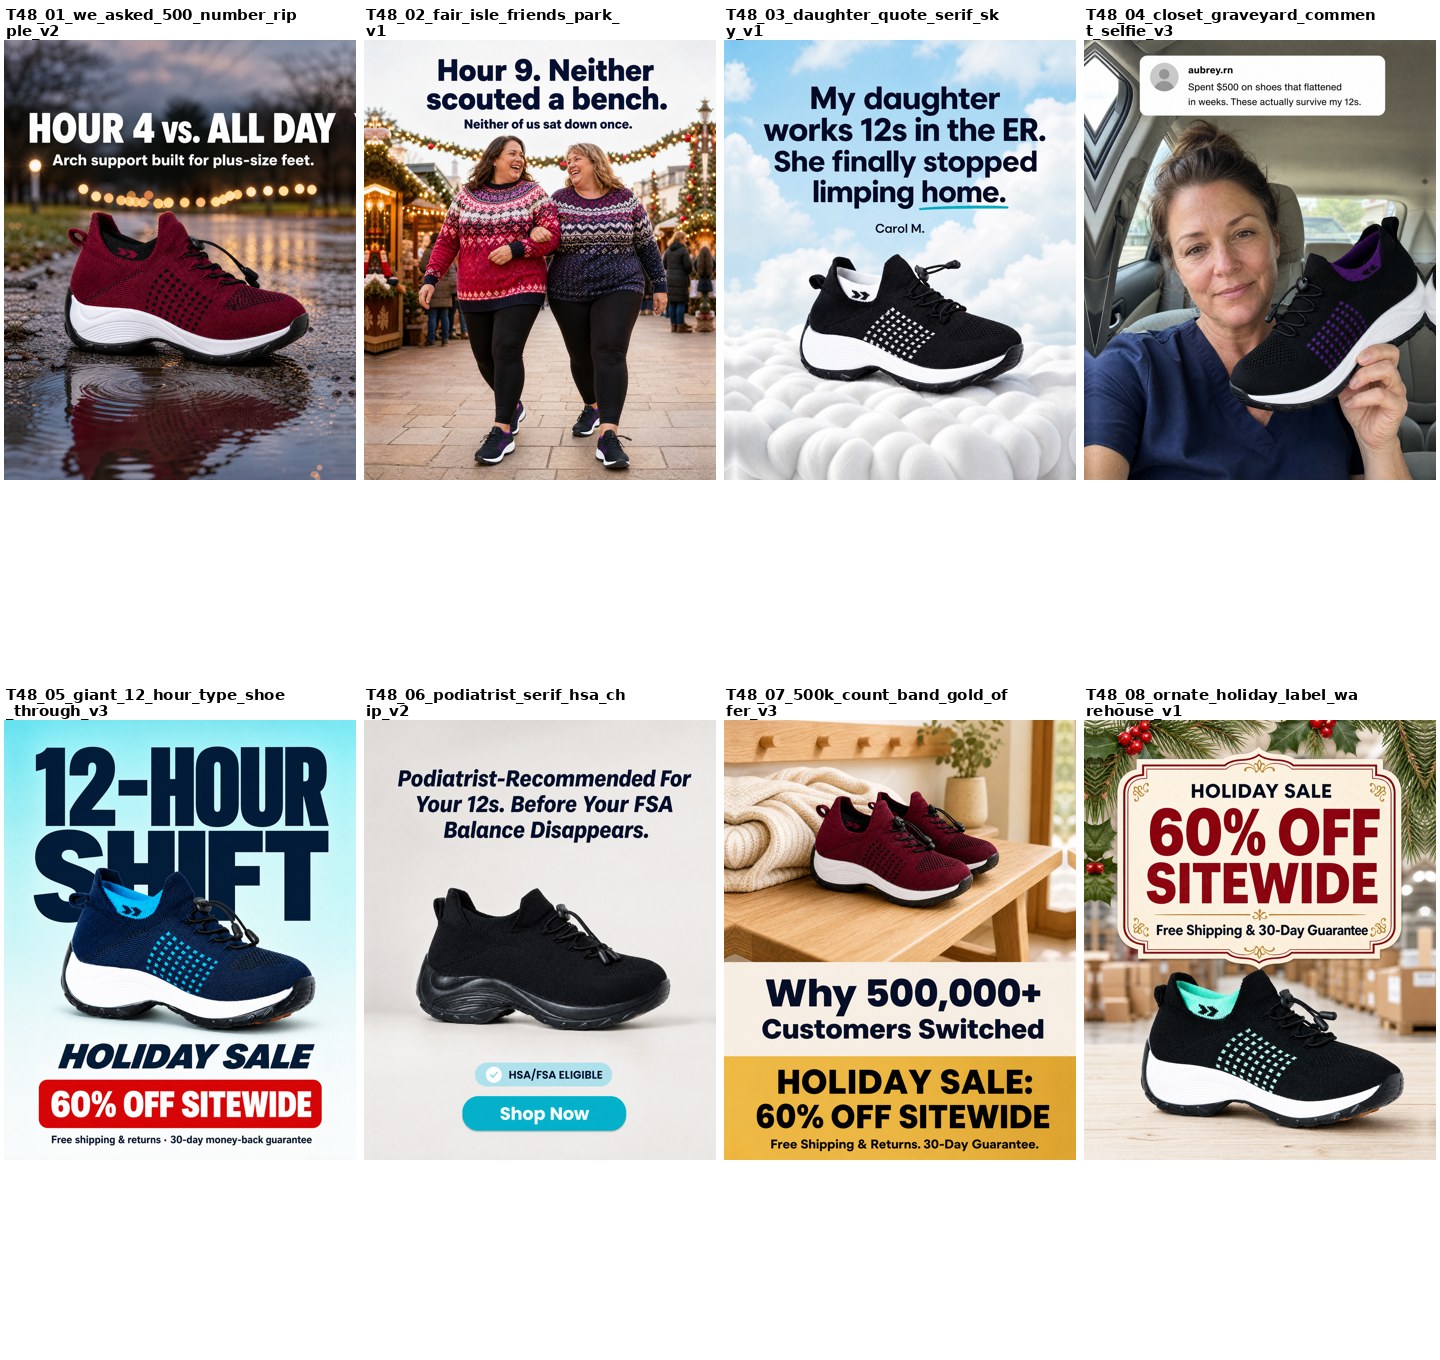 T48_01_we_asked_500_number_rip
ple_v2
HOUR 4 vs. ALL DAY
Arch support built for plus-size feet.
T48_02_fair_isle_friends_park_
v1
Hour 9. Neither
scouted a bench.
Neither of us sat down once.
T48_03_daughter_quote_serif_sk
y_v1
My daughter
works 12s in the ER.
She finally stopped
limping home.
Carol M.
T48_04_closet_graveyard_commen
t_selfie_v3
aubrey.rn
Spent $500 on shoes that flattened
in weeks. These actually survive my 12s.
T48_05_giant_12_hour_type_shoe
_through_v3
12-HOUR
SHIFT
HOLIDAY SALE
60% OFF SITEWIDE
Free shipping & returns · 30-day money-back guarantee
T48_06_podiatrist_serif_hsa_ch
ip_v2
Podiatrist-Recommended For
Your 12s. Before Your FSA
Balance Disappears.
HSA/FSA ELIGIBLE
Shop Now
T48_07_500k_count_band_gold_of
fer_v3
Why 500,000+
Customers Switched
HOLIDAY SALE:
60% OFF SITEWIDE
Free Shipping & Returns. 30-Day Guarantee.
T48_08_ornate_holiday_label_wa
rehouse_v1
HOLIDAY SALE
60% OFF
SITEWIDE
Free Shipping & 30-Day Guarantee